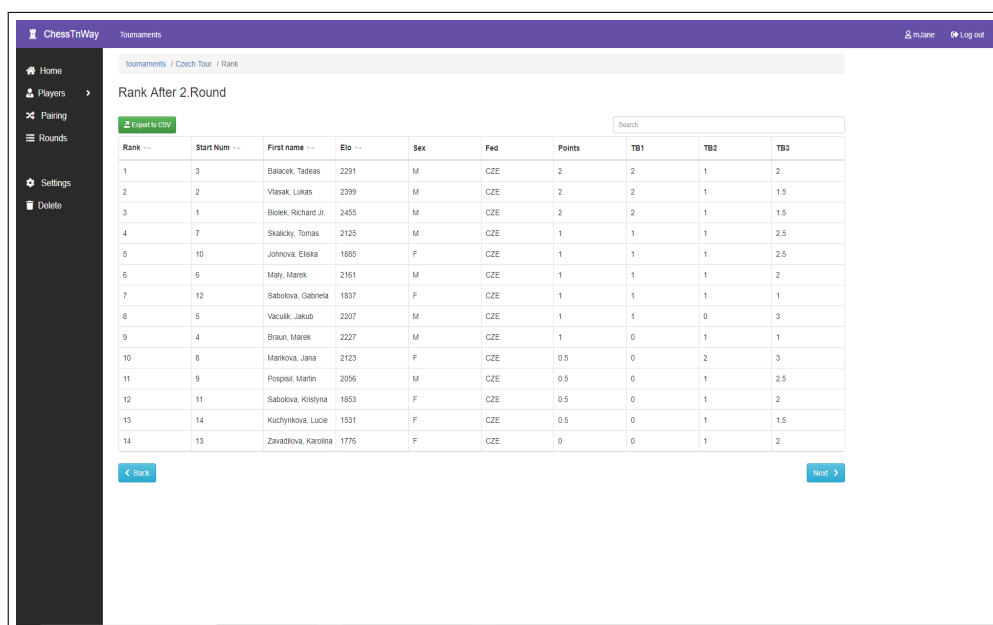 ChessTnWay Tournaments mJane Log out
Home
Players
Pairing
Rounds
Settings
Delete
tournaments / Czech Tour / Rank
Rank After 2.Round
Export to CSV Search
Rank Start Num First name Elo Sex Fed Points TB1 TB2 TB3
1 3 Balacek, Tadeas 2291 M CZE 2 2 1 2
2 2 Vlasak, Lukas 2399 M CZE 2 2 1 1.5
3 1 Biolek, Richard Jr. 2455 M CZE 2 2 1 1.5
4 7 Skalicky, Tomas 2125 M CZE 1 1 1 2.5
5 10 Johnova, Eliska 1885 F CZE 1 1 1 2.5
6 6 Maly, Marek 2161 M CZE 1 1 1 2
7 12 Sabolova, Gabriela 1837 F CZE 1 1 1 1
8 5 Vaculik, Jakub 2207 M CZE 1 1 0 3
9 4 Braun, Marek 2227 M CZE 1 0 1 1
10 8 Marikova, Jana 2123 F CZE 0.5 0 2 3
11 9 Pospisil, Martin 2056 M CZE 0.5 0 1 2.5
12 11 Sabolova, Kristyna 1853 F CZE 0.5 0 1 2
13 14 Kuchynkova, Lucie 1531 F CZE 0.5 0 1 1.5
14 13 Zavadilova, Karolina 1776 F CZE 0 0 1 2
Back Next